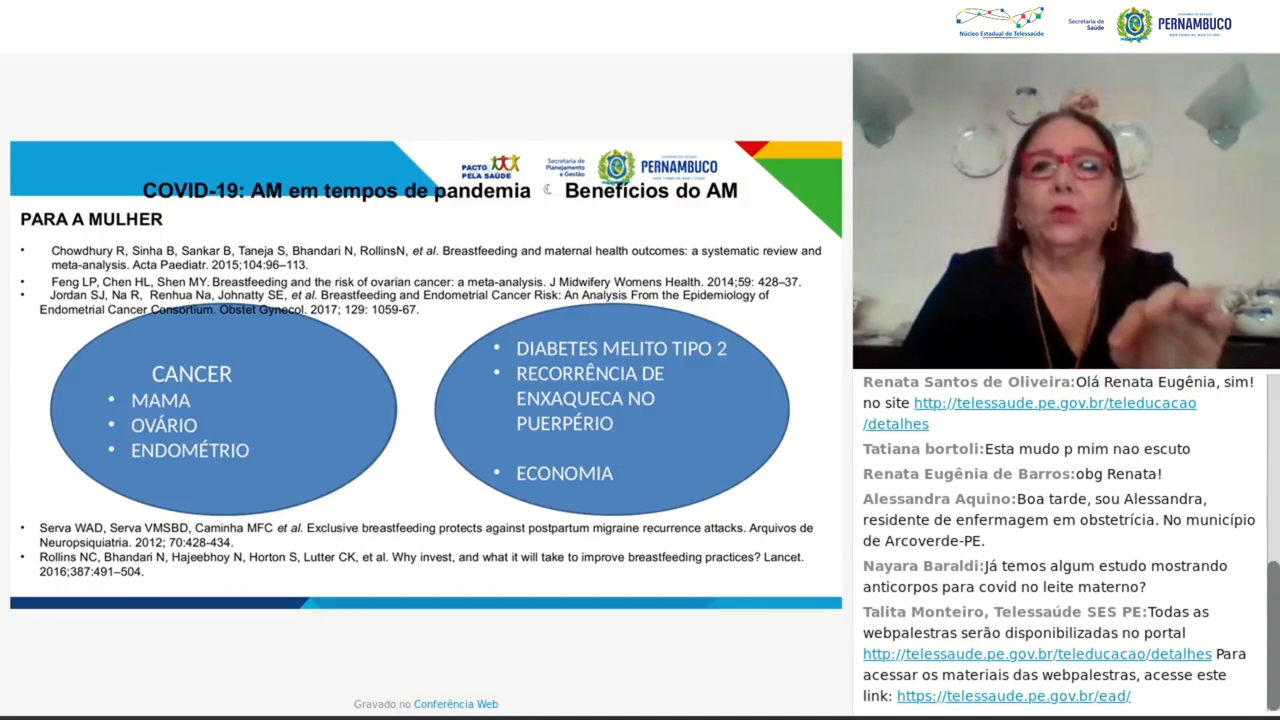 Núcleo Estadual de Telessaúde
Secretaria de
Saúde
GOVERNO DO ESTADO
PERNAMBUCO
MAIS TRABALHO, MAIS FUTURO
PACTO
PELA SAÚDE
Secretaria de
Planejamento
e Gestão
PERNAMBUCO
COVID-19: AM em tempos de pandemia ☾ Benefícios do AM
PARA A MULHER
• Chowdhury R, Sinha B, Sankar B, Taneja S, Bhandari N, RollinsN, et al. Breastfeeding and maternal health outcomes: a systematic review and
meta-analysis. Acta Paediatr. 2015;104:96–113.
• Feng LP, Chen HL, Shen MY. Breastfeeding and the risk of ovarian cancer: a meta-analysis. J Midwifery Womens Health. 2014;59: 428–37.
• Jordan SJ, Na R, Renhua Na, Johnatty SE, et al. Breastfeeding and Endometrial Cancer Risk: An Analysis From the Epidemiology of
Endometrial Cancer Consortium. Obstet Gynecol. 2017; 129: 1059-67.
CANCER
• MAMA
• OVÁRIO
• ENDOMÉTRIO
• DIABETES MELITO TIPO 2
• RECORRÊNCIA DE
ENXAQUECA NO
PUERPÉRIO
• ECONOMIA
• Serva WAD, Serva VMSBD, Caminha MFC et al. Exclusive breastfeeding protects against postpartum migraine recurrence attacks. Arquivos de
Neuropsiquiatria. 2012; 70:428-434.
• Rollins NC, Bhandari N, Hajeebhoy N, Horton S, Lutter CK, et al. Why invest, and what it will take to improve breastfeeding practices? Lancet.
2016;387:491–504.
Gravado no Conferência Web
Renata Santos de Oliveira:Olá Renata Eugênia, sim!
no site http://telessaude.pe.gov.br/teleducacao
/detalhes
Tatiana bortoli:Esta mudo p mim nao escuto
Renata Eugênia de Barros:obg Renata!
Alessandra Aquino:Boa tarde, sou Alessandra,
residente de enfermagem em obstetrícia. No município
de Arcoverde-PE.
Nayara Baraldi:Já temos algum estudo mostrando
anticorpos para covid no leite materno?
Talita Monteiro, Telessaúde SES PE:Todas as
webpalestras serão disponibilizadas no portal
http://telessaude.pe.gov.br/teleducacao/detalhes Para
acessar os materiais das webpalestras, acesse este
link: https://telessaude.pe.gov.br/ead/